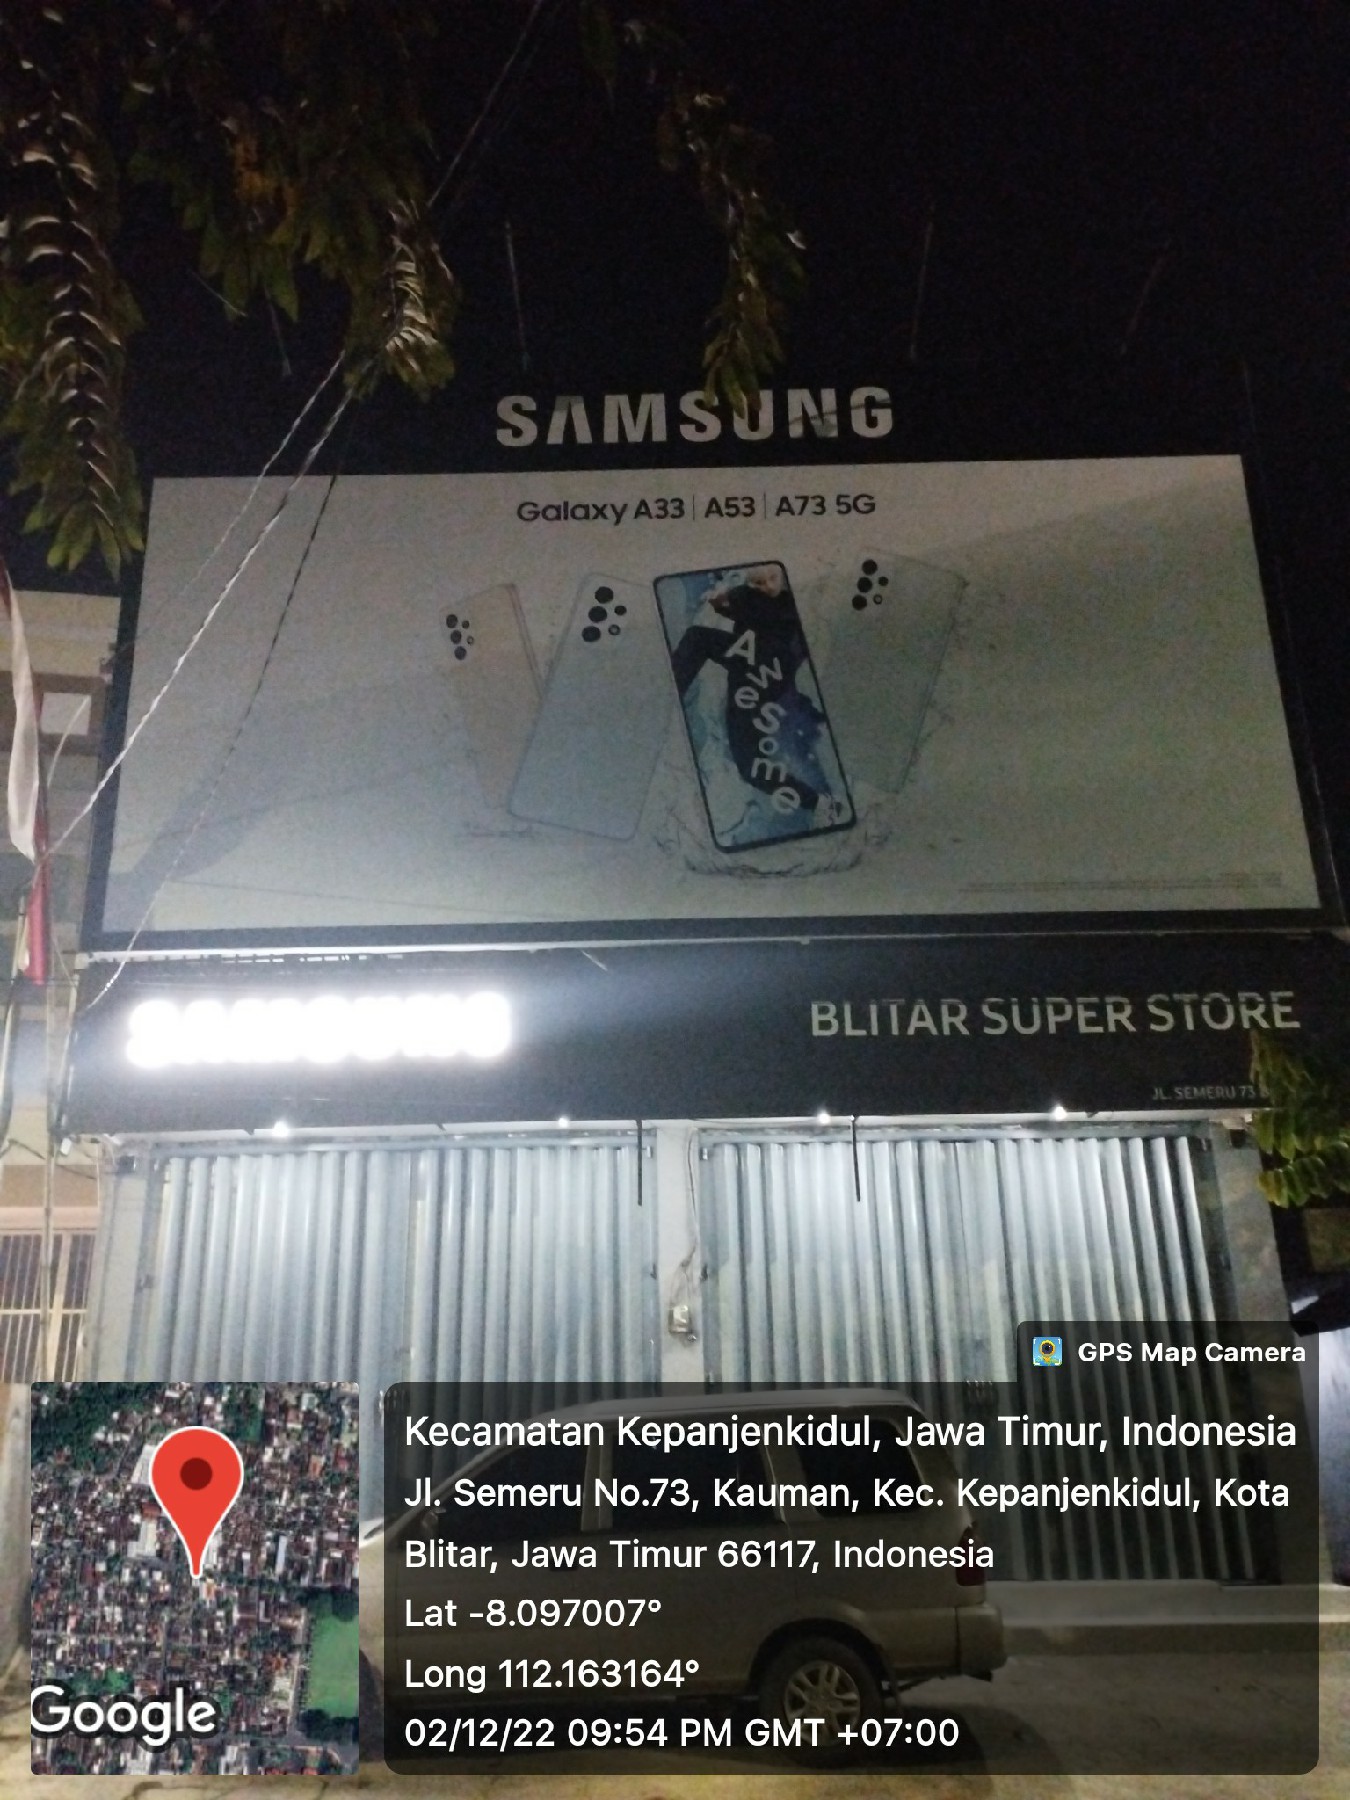 SAMSUNG
Galaxy A33 | A53 | A73 5G
Awesome
SAMSUNG
BLITAR SUPER STORE
JL. SEMERU 73
GPS Map Camera
Kecamatan Kepanjenkidul, Jawa Timur, Indonesia
Jl. Semeru No.73, Kauman, Kec. Kepanjenkidul, Kota
Blitar, Jawa Timur 66117, Indonesia
Lat -8.097007°
Long 112.163164°
02/12/22 09:54 PM GMT +07:00
Google